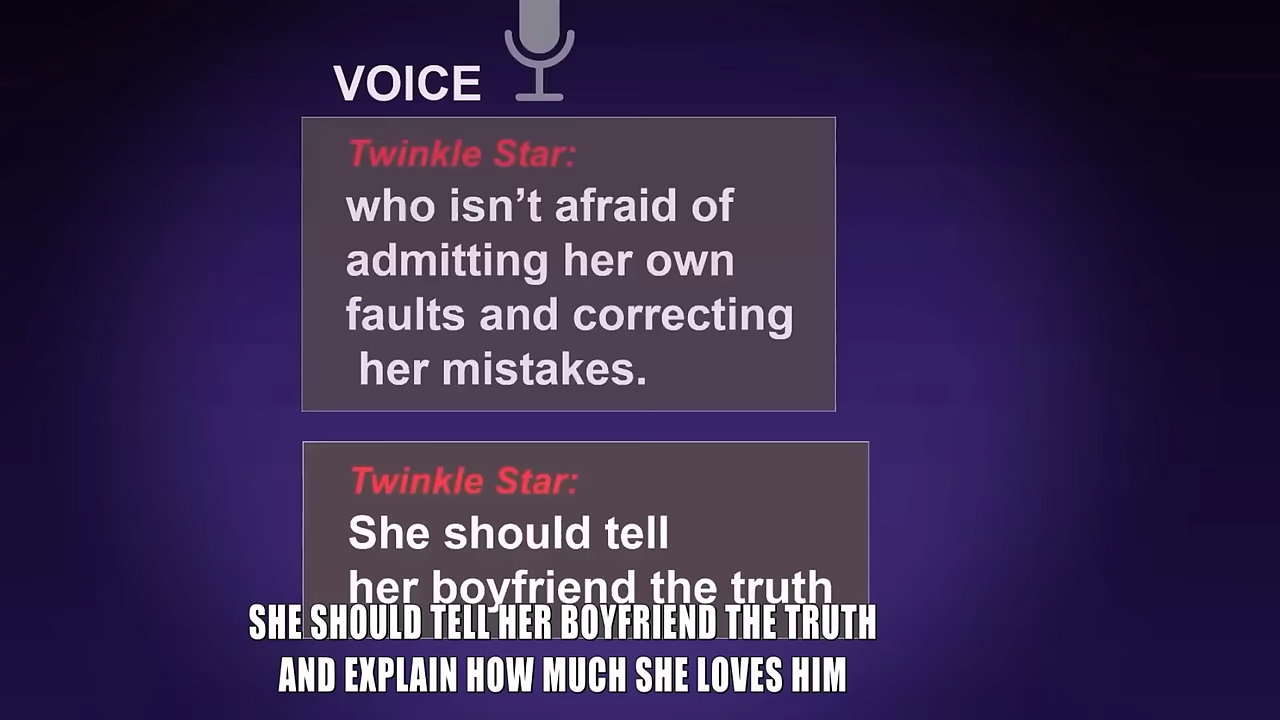 VOICE
Twinkle Star:
who isn’t afraid of
admitting her own
faults and correcting
her mistakes.
Twinkle Star:
She should tell
her boyfriend the truth
SHE SHOULD TELL HER BOYFRIEND THE TRUTH
AND EXPLAIN HOW MUCH SHE LOVES HIM